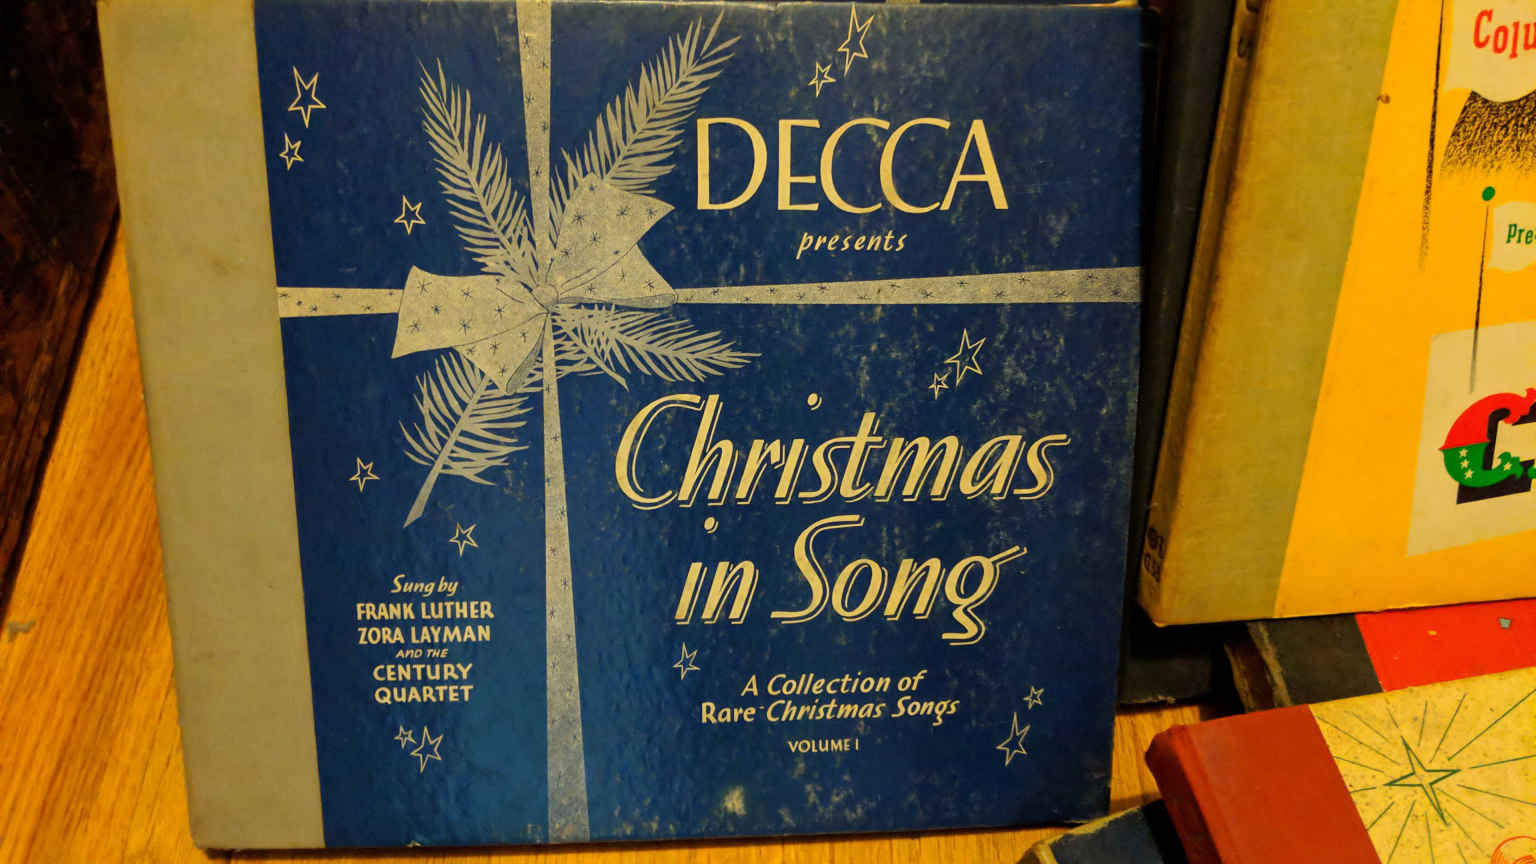 DECCA
presents
Christmas
in Song
Sung by
FRANK LUTHER
ZORA LAYMAN
AND THE
CENTURY
QUARTET
A Collection of
Rare Christmas Songs
VOLUME I